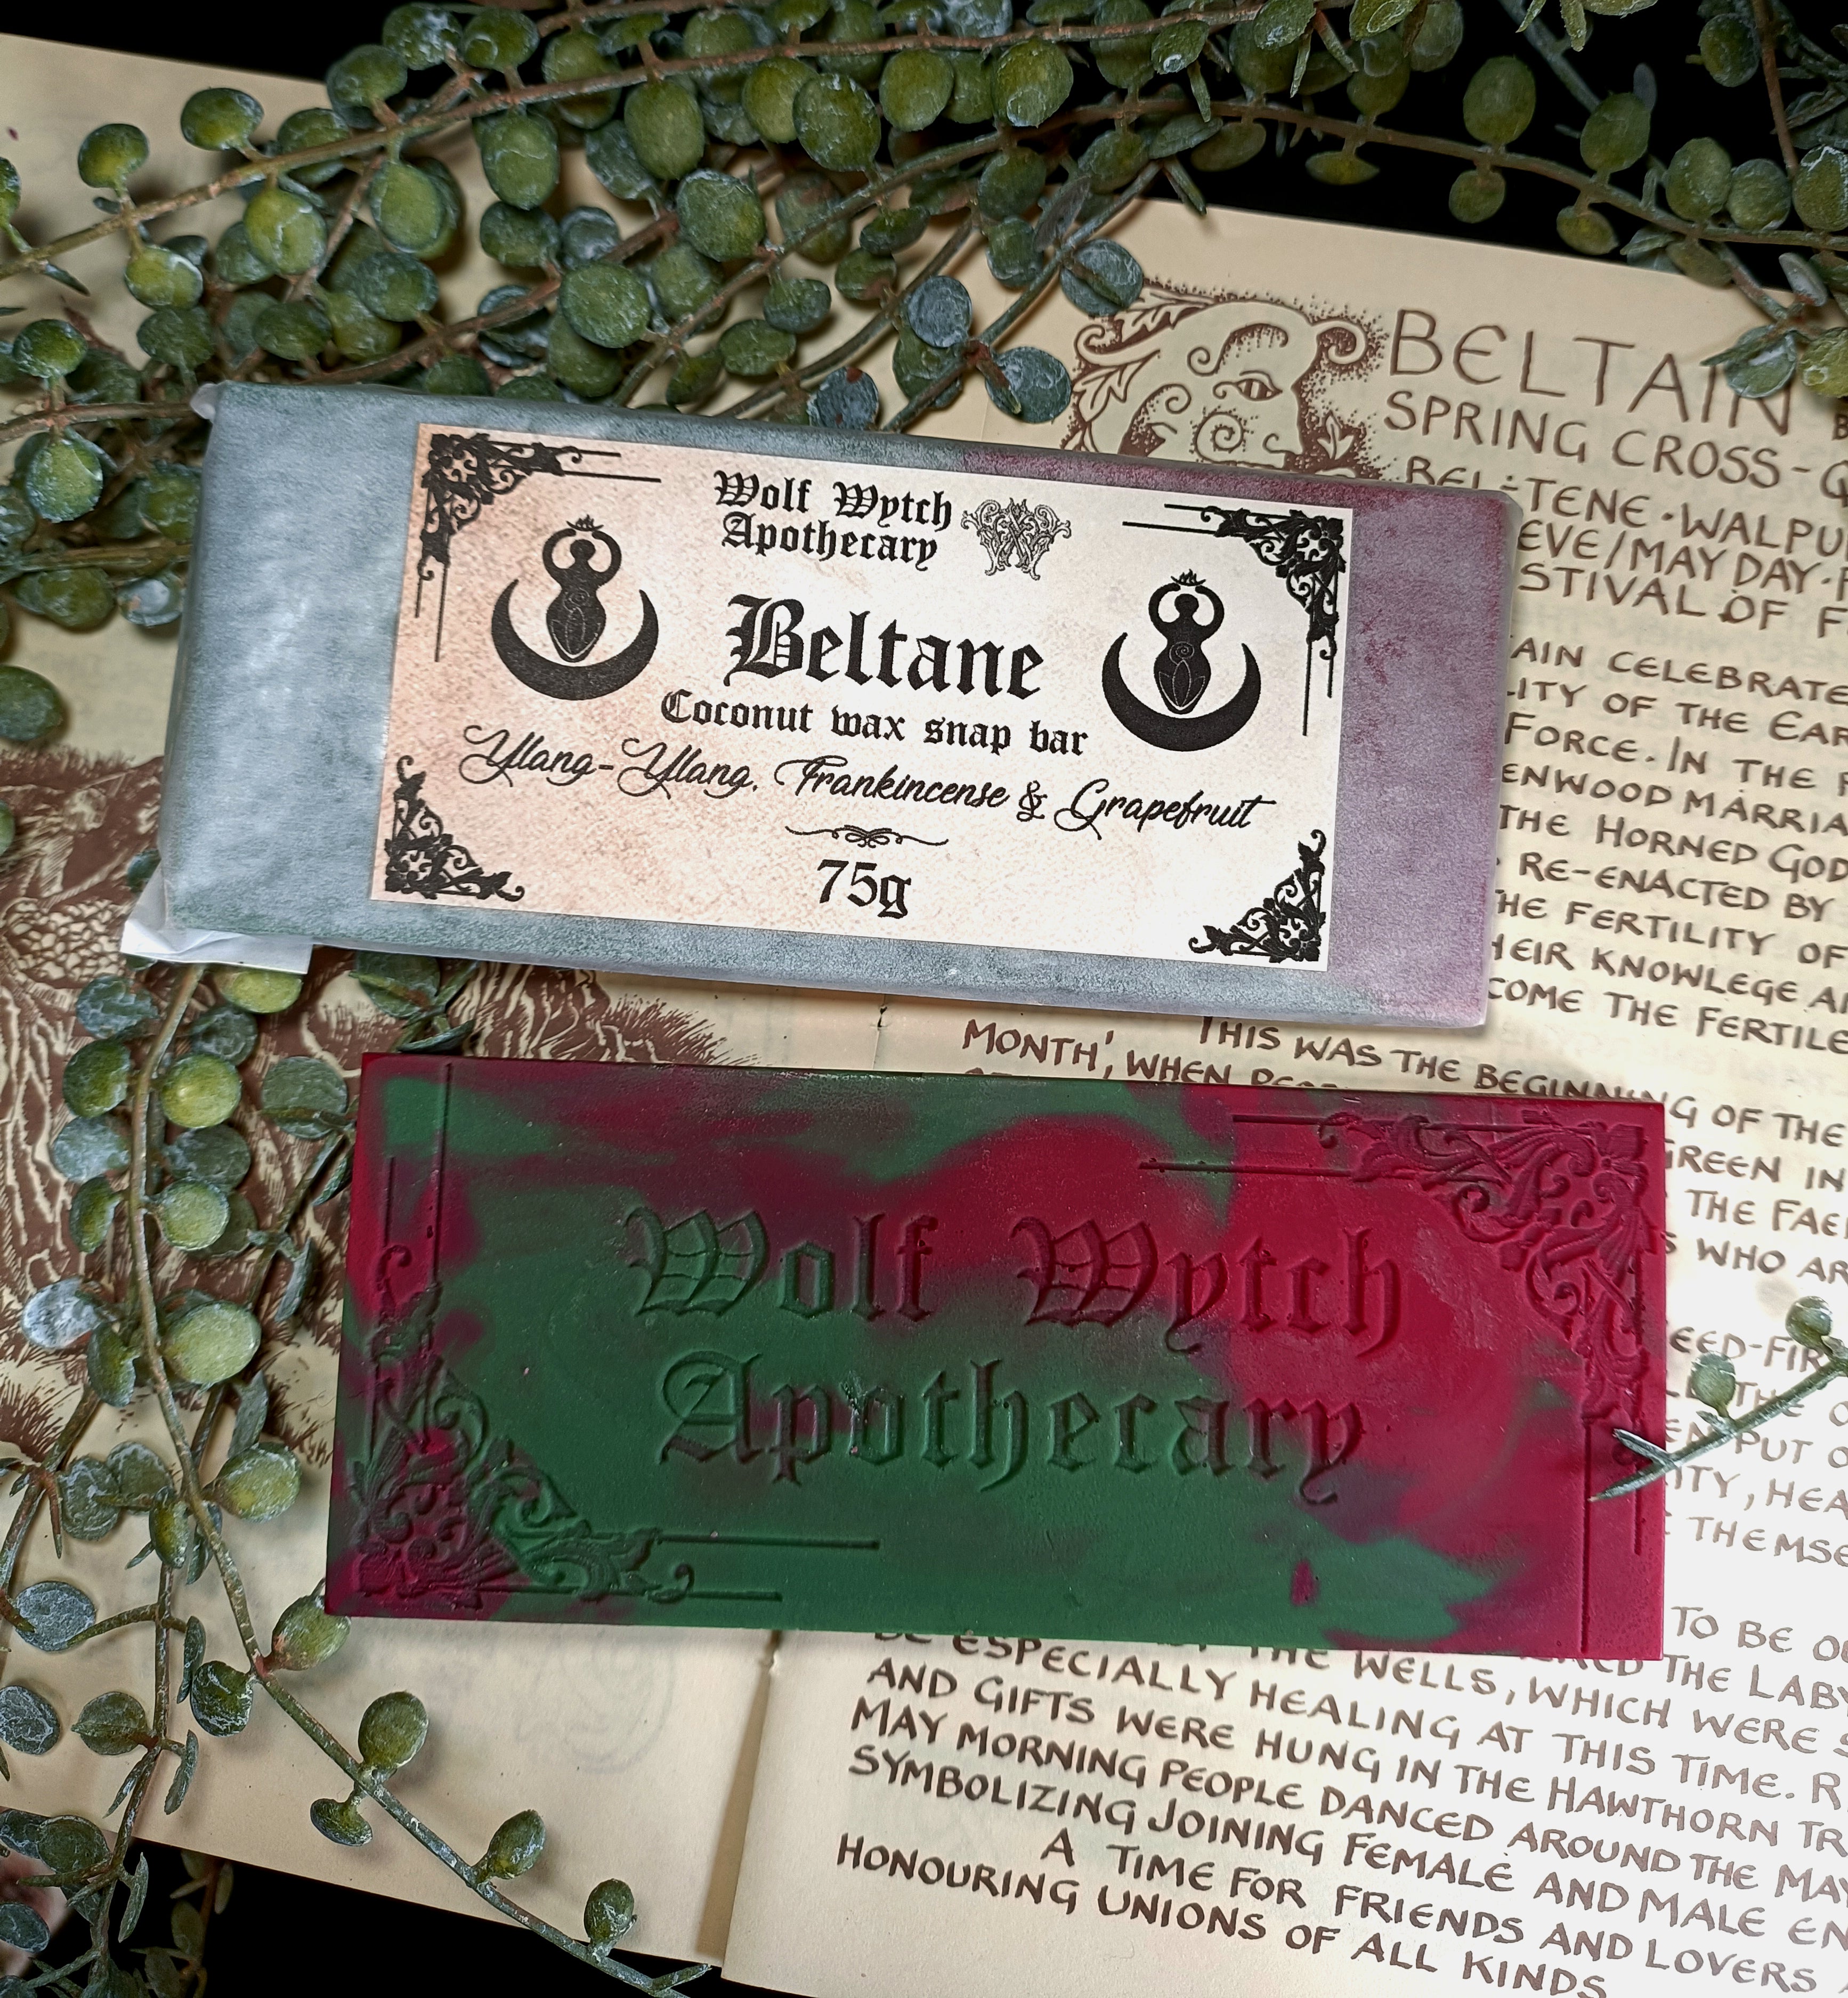 Wolf Wytch
Apothecary
Beltane
Coconut wax snap bar
Ylang-Ylang, Frankincense & Grapefruit
75g
Wolf Wytch
Apothecary
BELTAIN
SPRING CROSS-
BEL-TENE · WALPU
EVE/MAY DAY ·
STIVAL OF F
AIN CELEBRATE
LITY OF THE EAR
FORCE. IN THE
ENWOOD MARRIA
THE HORNED GOD
RE-ENACTED BY
HE FERTILITY OF
HEIR KNOWLEGE A
COME THE FERTILE
THIS WAS THE BEGINNING OF THE
MONTH', WHEN
GREEN IN
THE FAE
WHO AR
EED-FIR
THE
EN PUT O
ITY, HEA
THEMSE
TO BE
THE LABY
BE ESPECIALLY HEALING AT THIS TIME. R
THE WELLS, WHICH WERE S
AND GIFTS WERE HUNG IN THE HAWTHORN TR
MAY MORNING PEOPLE DANCED AROUND THE MAY
SYMBOLIZING JOINING FEMALE AND MALE EN
A TIME FOR FRIENDS AND LOVERS
HONOURING UNIONS OF ALL KINDS